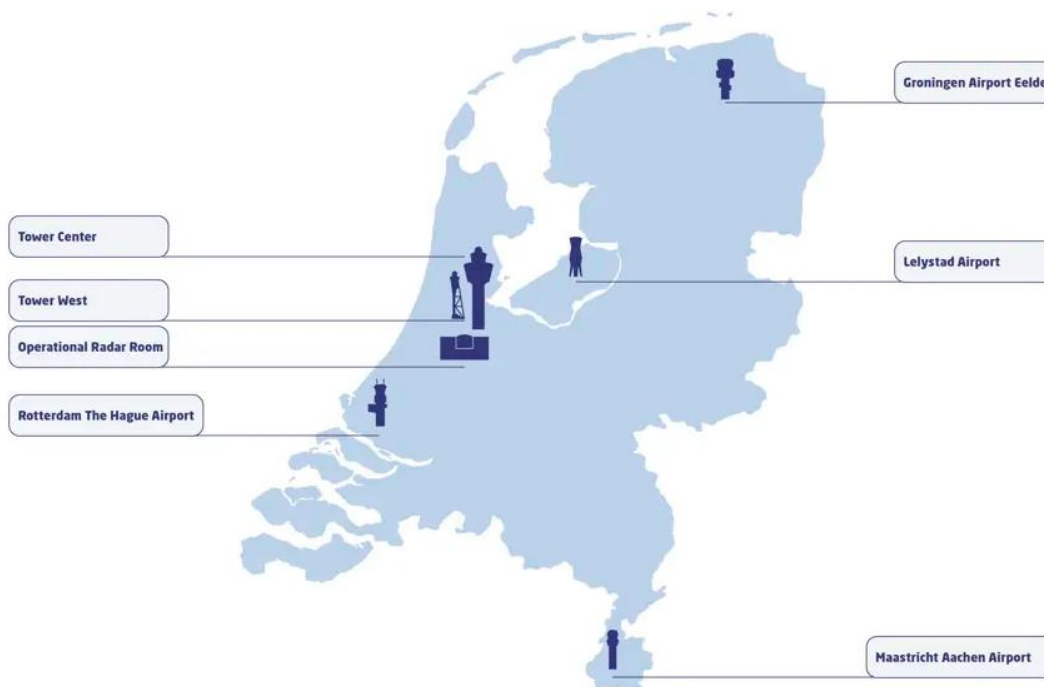 Groningen Airport Eelde
Tower Center
Lelystad Airport
Tower West
Operational Radar Room
Rotterdam The Hague Airport
Maastricht Aachen Airport